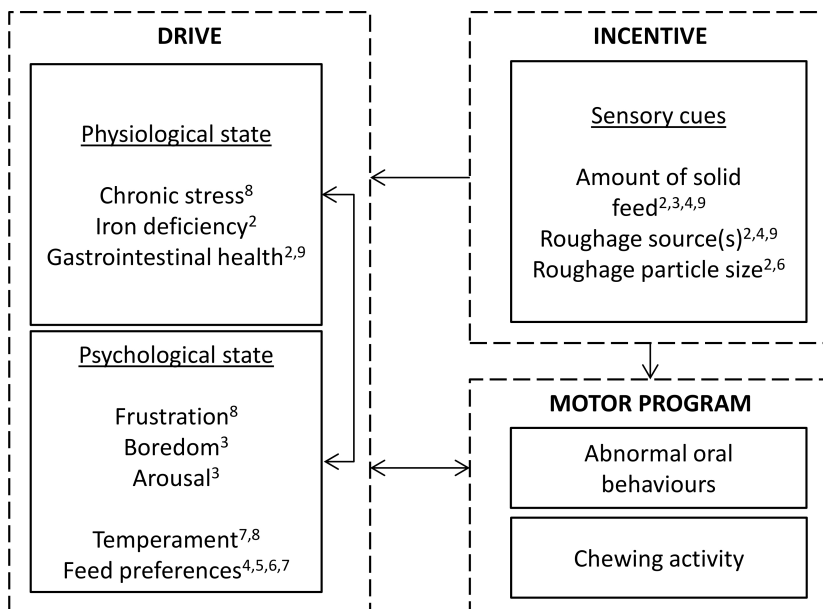 DRIVE
Physiological state
Chronic stress8
Iron deficiency2
Gastrointestinal health2,9
Psychological state
Frustration8
Boredom3
Arousal3
Temperament7,8
Feed preferences4,5,6,7
INCENTIVE
Sensory cues
Amount of solid
feed2,3,4,9
Roughage source(s)2,4,9
Roughage particle size2,6
MOTOR PROGRAM
Abnormal oral
behaviours
Chewing activity